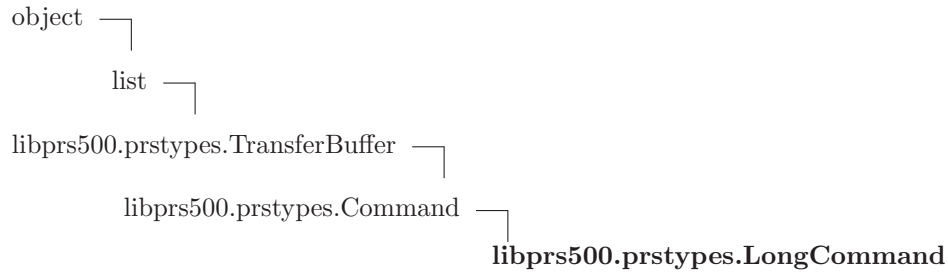 object
list
libprs500.prstypes.TransferBuffer
libprs500.prstypes.Command
libprs500.prstypes.LongCommand